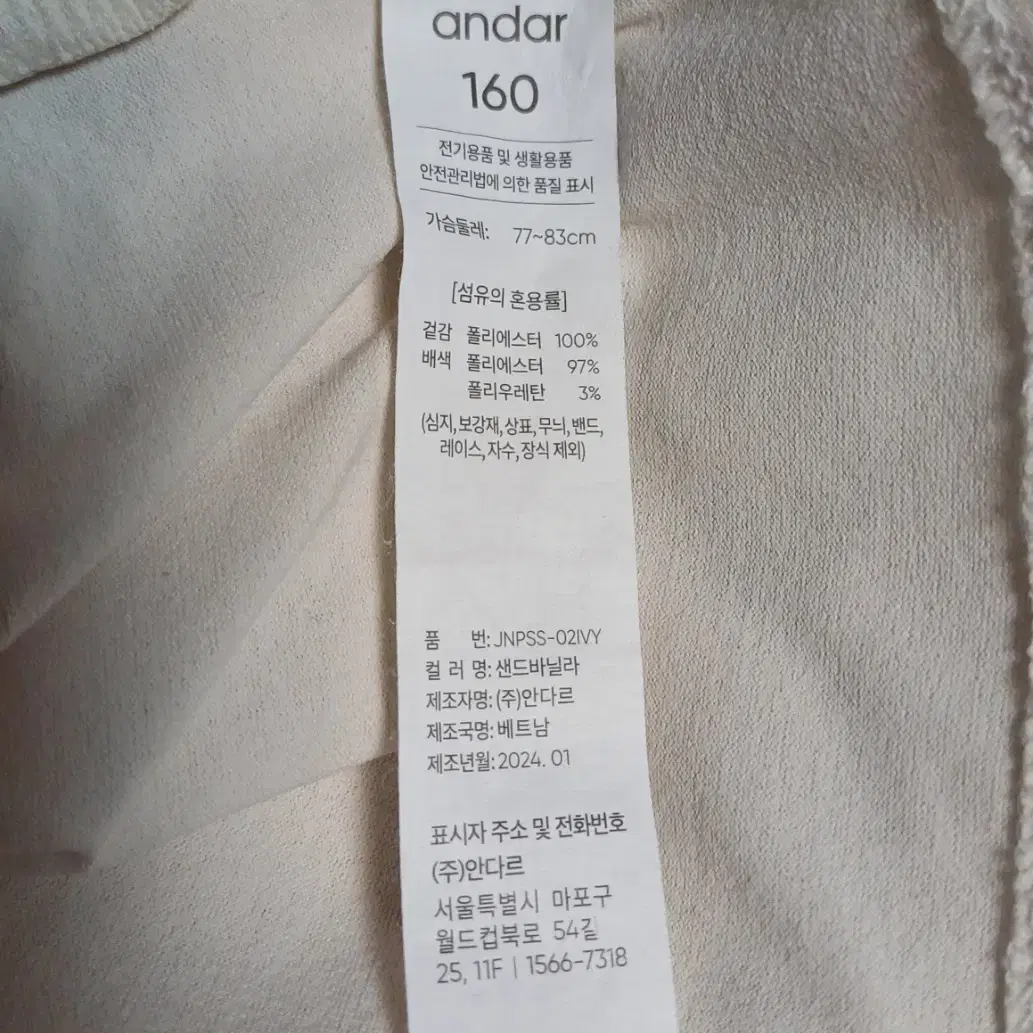 andar
160
전기용품 및 생활용품
안전관리법에 의한 품질 표시
가슴둘레: 77~83cm
[섬유의 혼용률]
겉감 폴리에스터 100%
배색 폴리에스터 97%
폴리우레탄 3%
(심지,보강재,상표,무늬,밴드,
레이스,자수,장식 제외)
품 번: JNPSS-02IVY
컬 러 명: 샌드바닐라
제조자명: (주)안다르
제조국명: 베트남
제조년월: 2024. 01
표시자 주소 및 전화번호
(주)안다르
서울특별시 마포구
월드컵북로 54길
25, 11F | 1566-7318